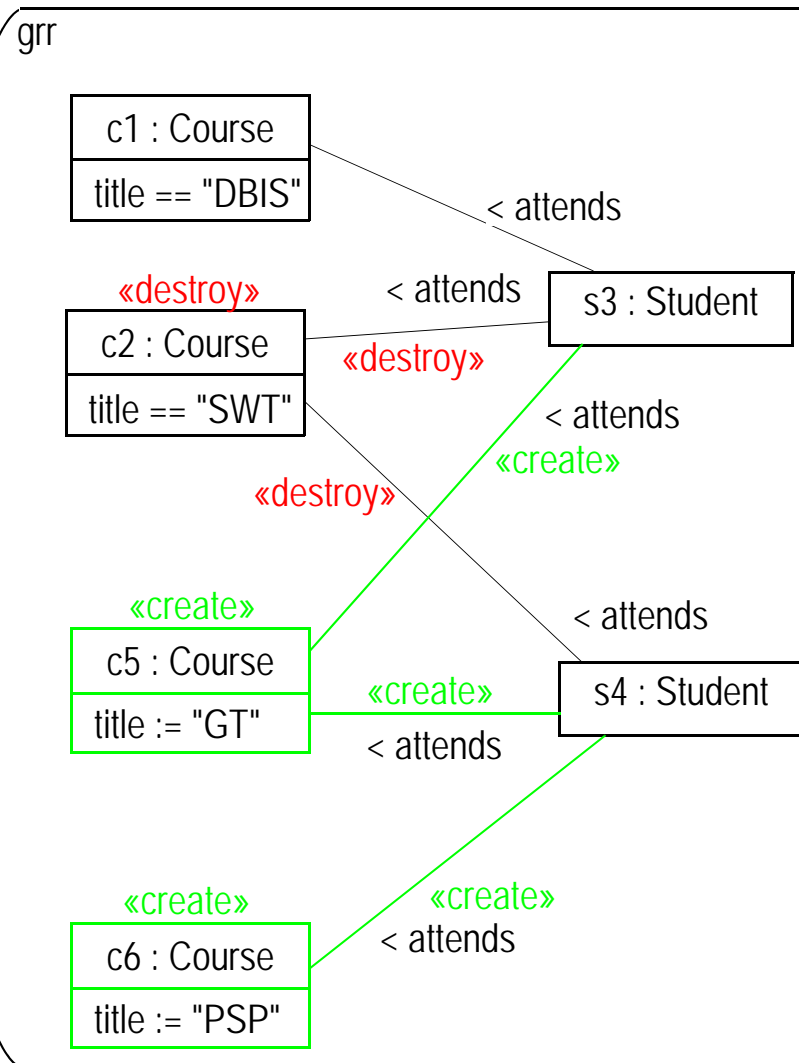 grr
c1 : Course
title == "DBIS"
< attends
«destroy»
< attends
s3 : Student
c2 : Course
«destroy»
title == "SWT"
< attends
«create»
«destroy»
«create»
< attends
c5 : Course
«create»
s4 : Student
title := "GT"
< attends
«create»
«create»
< attends
c6 : Course
title := "PSP"